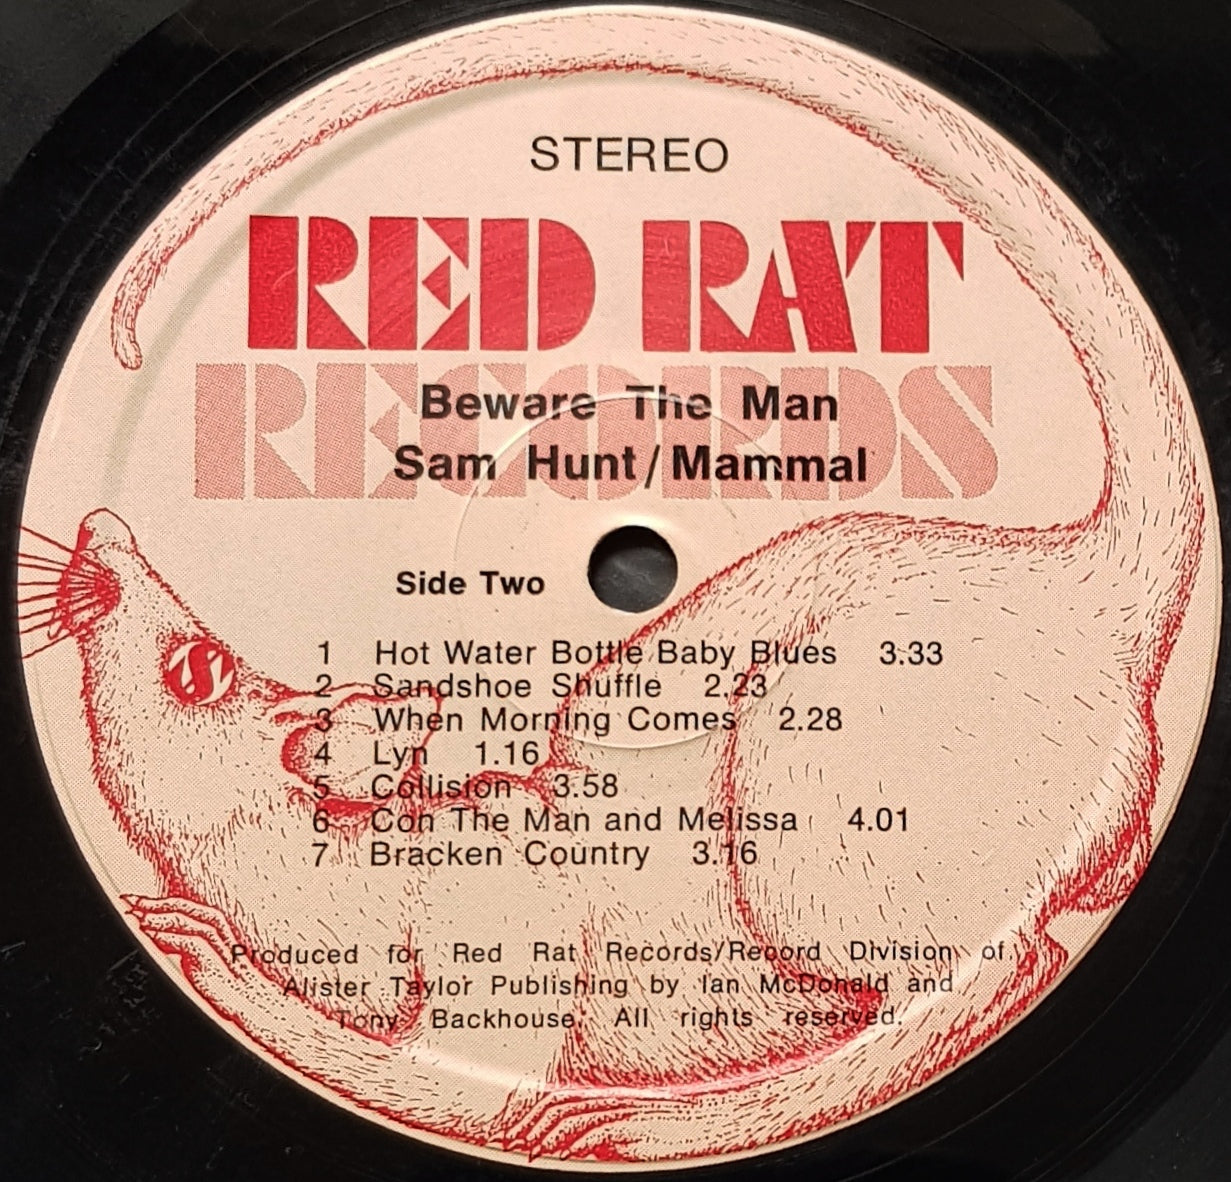 STEREO
RED RAT
RECORDS
Beware The Man
Sam Hunt/Mammal
Side Two
1 Hot Water Bottle Baby Blues 3.33
2 Sandshoe Shuffle 2.23
3 When Morning Comes 2.28
4 Lyn 1.16
5 Collision 3.58
6 Con The Man and Melissa 4.01
7 Bracken Country 3.16
Produced for Red Rat Records/Record Division of
Alister Taylor Publishing by Ian McDonald and
Tony Backhouse. All rights reserved.